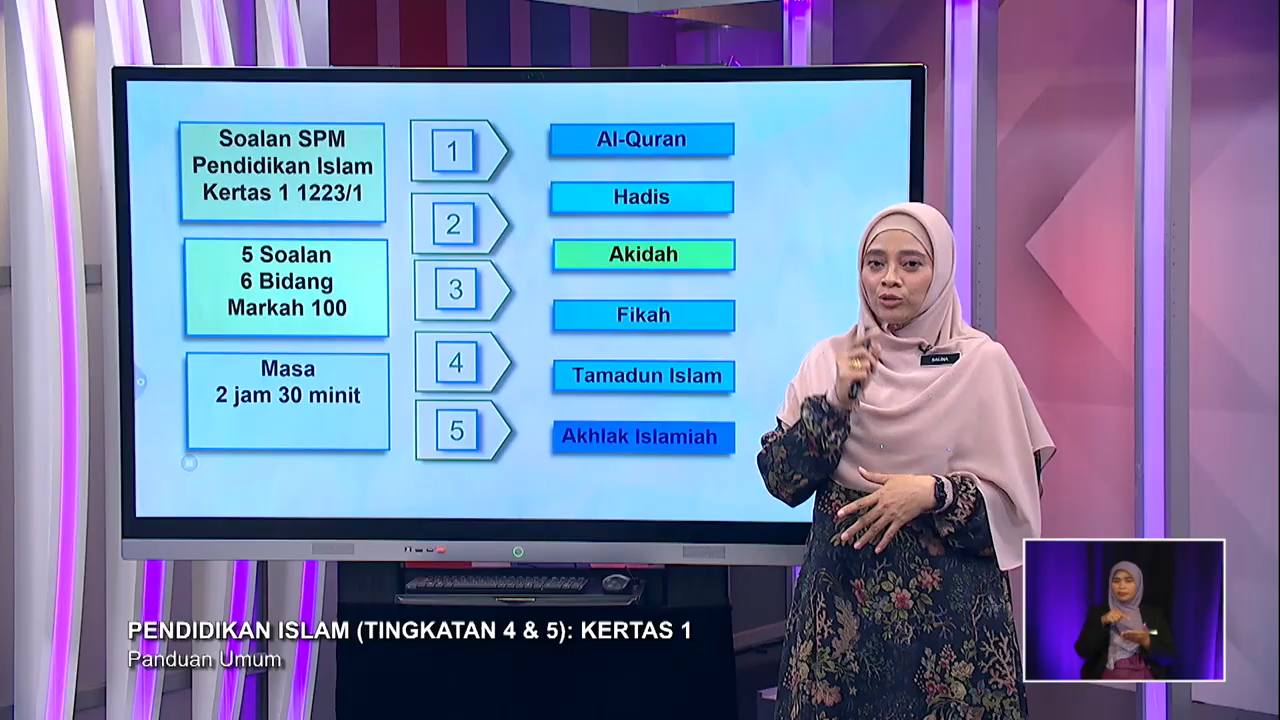 Soalan SPM
Pendidikan Islam
Kertas 1 1223/1
5 Soalan
6 Bidang
Markah 100
Masa
2 jam 30 minit
1
2
3
4
5
Al-Quran
Hadis
Akidah
Fikah
Tamadun Islam
Akhlak Islamiah
SALINA
PENDIDIKAN ISLAM (TINGKATAN 4 & 5): KERTAS 1
Panduan Umum